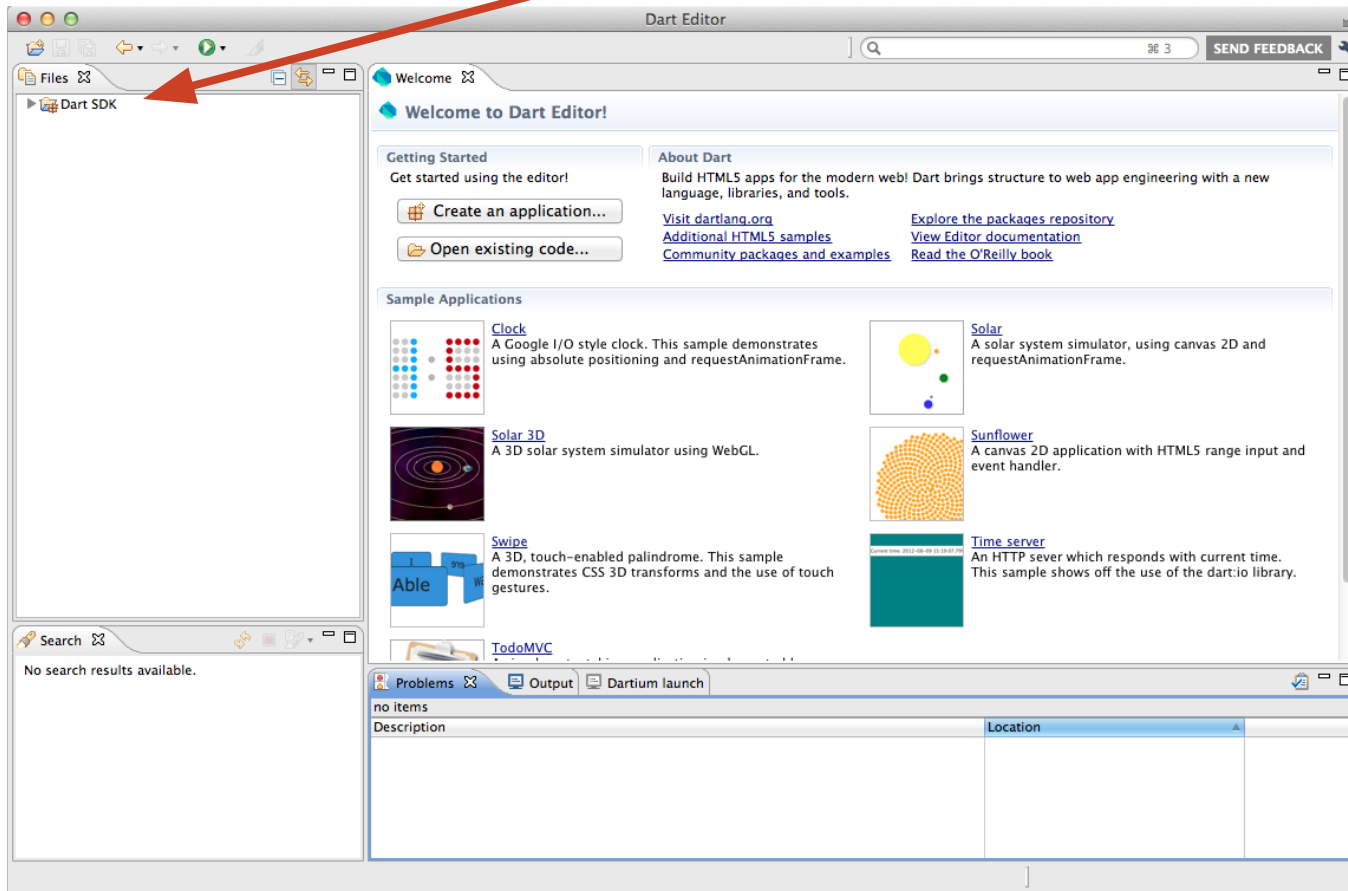 Dart Editor
⌘ 3
SEND FEEDBACK
Files
Dart SDK
Welcome
Welcome to Dart Editor!
Getting Started
Get started using the editor!
Create an application...
Open existing code...
About Dart
Build HTML5 apps for the modern web! Dart brings structure to web app engineering with a new
language, libraries, and tools.
Visit dartlang.org
Additional HTML5 samples
Community packages and examples
Explore the packages repository
View Editor documentation
Read the O'Reilly book
Sample Applications
Clock
A Google I/O style clock. This sample demonstrates
using absolute positioning and requestAnimationFrame.
Solar
A solar system simulator, using canvas 2D and
requestAnimationFrame.
Solar 3D
A 3D solar system simulator using WebGL.
Sunflower
A canvas 2D application with HTML5 range input and
event handler.
Able
Swipe
A 3D, touch-enabled palindrome. This sample
demonstrates CSS 3D transforms and the use of touch
gestures.
Time server
An HTTP sever which responds with current time.
This sample shows off the use of the dart:io library.
TodoMVC
Search
No search results available.
Problems
Output
Dartium launch
no items
Description
Location